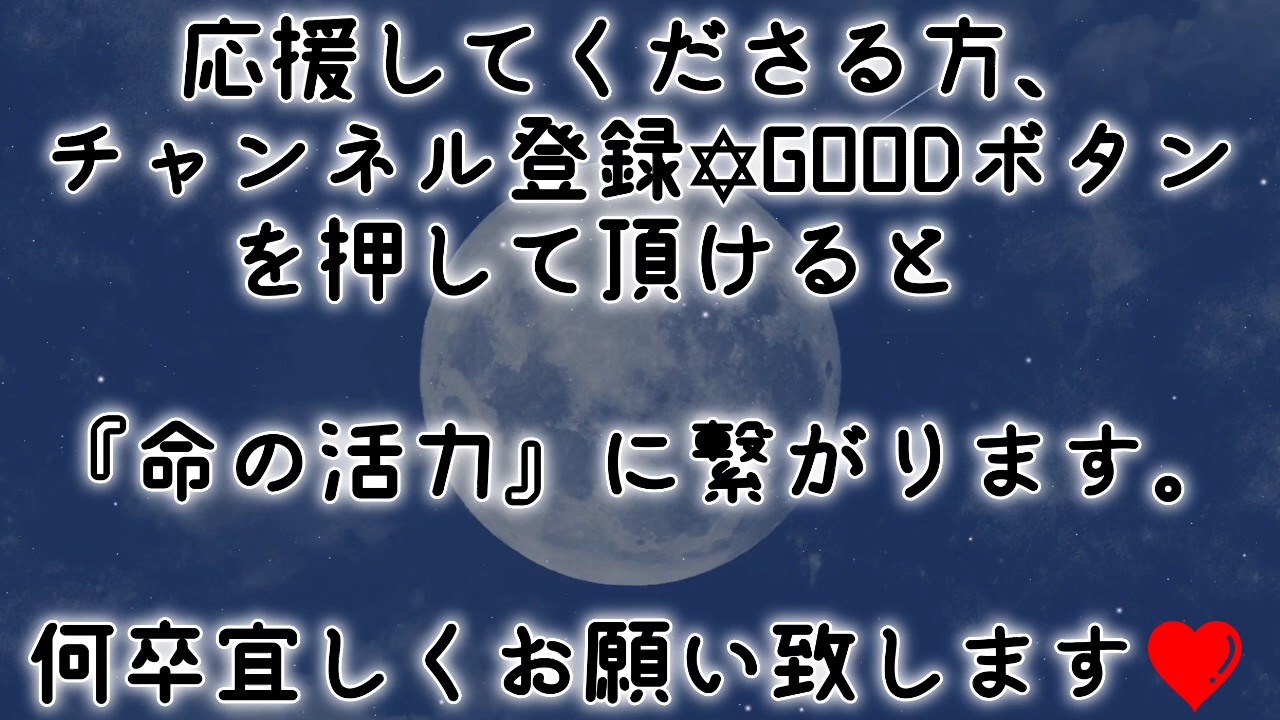 応援してくださる方、
チャンネル登録✡GOODボタン
を押して頂けると
『命の活力』に繋がります。
何卒宜しくお願い致します❤